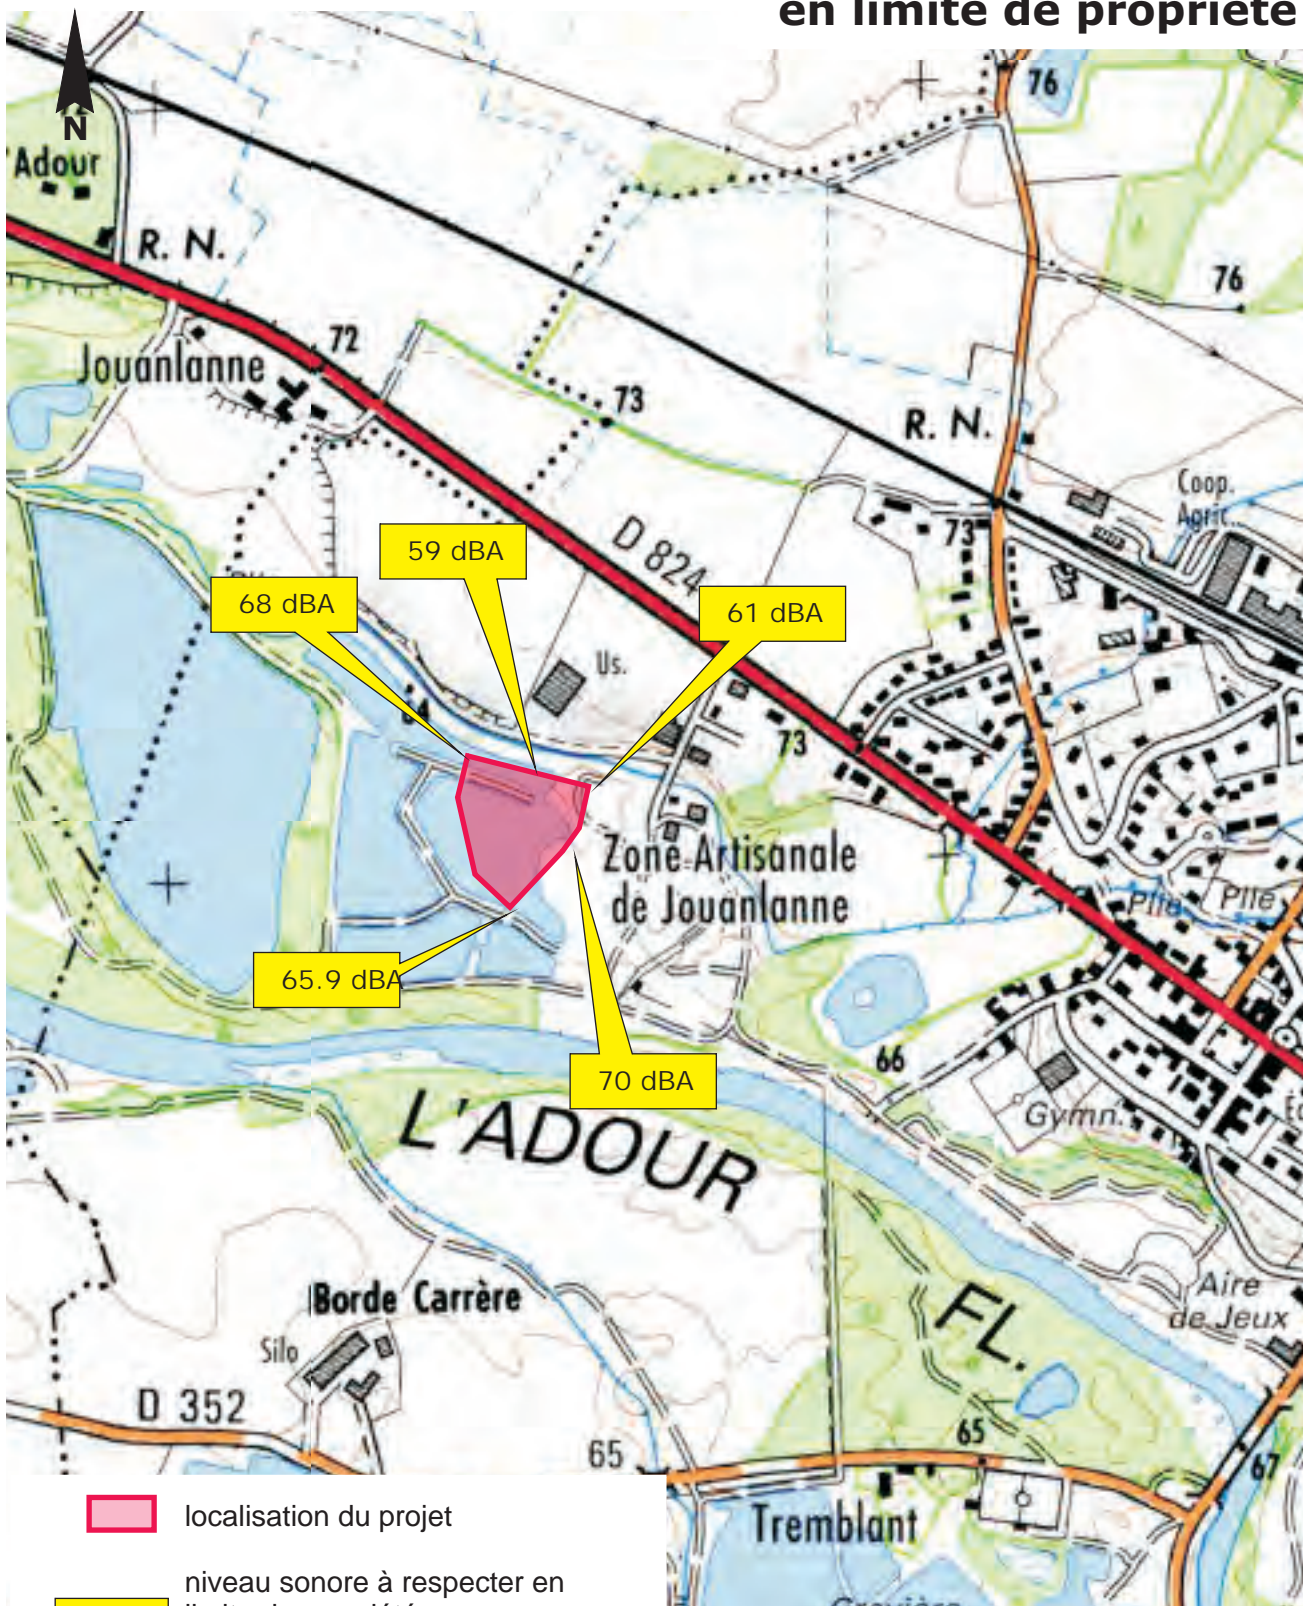 en limite de propriété
N
Adour
R. N.
76
76
72
Jouanlanne
73
R. N.
Coop.
Agric.
73
D 824
59 dBA
68 dBA
61 dBA
Us.
64
73
Zone Artisanale
de Jouanlanne
Pile
Pile
65.9 dBA
66
70 dBA
Gymn.
L'ADOUR
FL.
Aire
de Jeux
Borde Carrère
Silo
D 352
65
65
67
Tremblant
localisation du projet
niveau sonore à respecter en